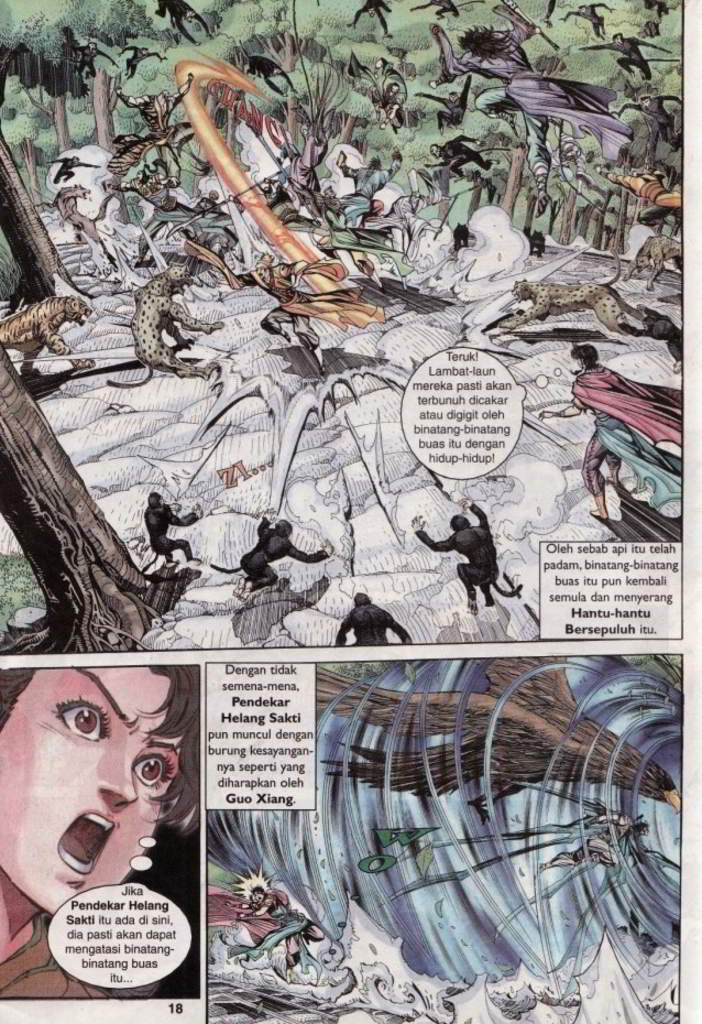 CLANG
Teruk!
Lambat-laun
mereka pasti akan
terbunuh dicakar
atau digigit oleh
binatang-binatang
buas itu dengan
hidup-hidup!
ZA...
Oleh sebab api itu telah
padam, binatang-binatang
buas itu pun kembali
semula dan menyerang
Hantu-hantu
Bersepuluh itu.
Jika
Pendekar Helang
Sakti itu ada di sini,
dia pasti akan dapat
mengatasi binatang-
binatang buas
itu...
Dengan tidak
semena-mena,
Pendekar
Helang Sakti
pun muncul dengan
burung kesayangan-
nya seperti yang
diharapkan oleh
Guo Xiang.
WO
18